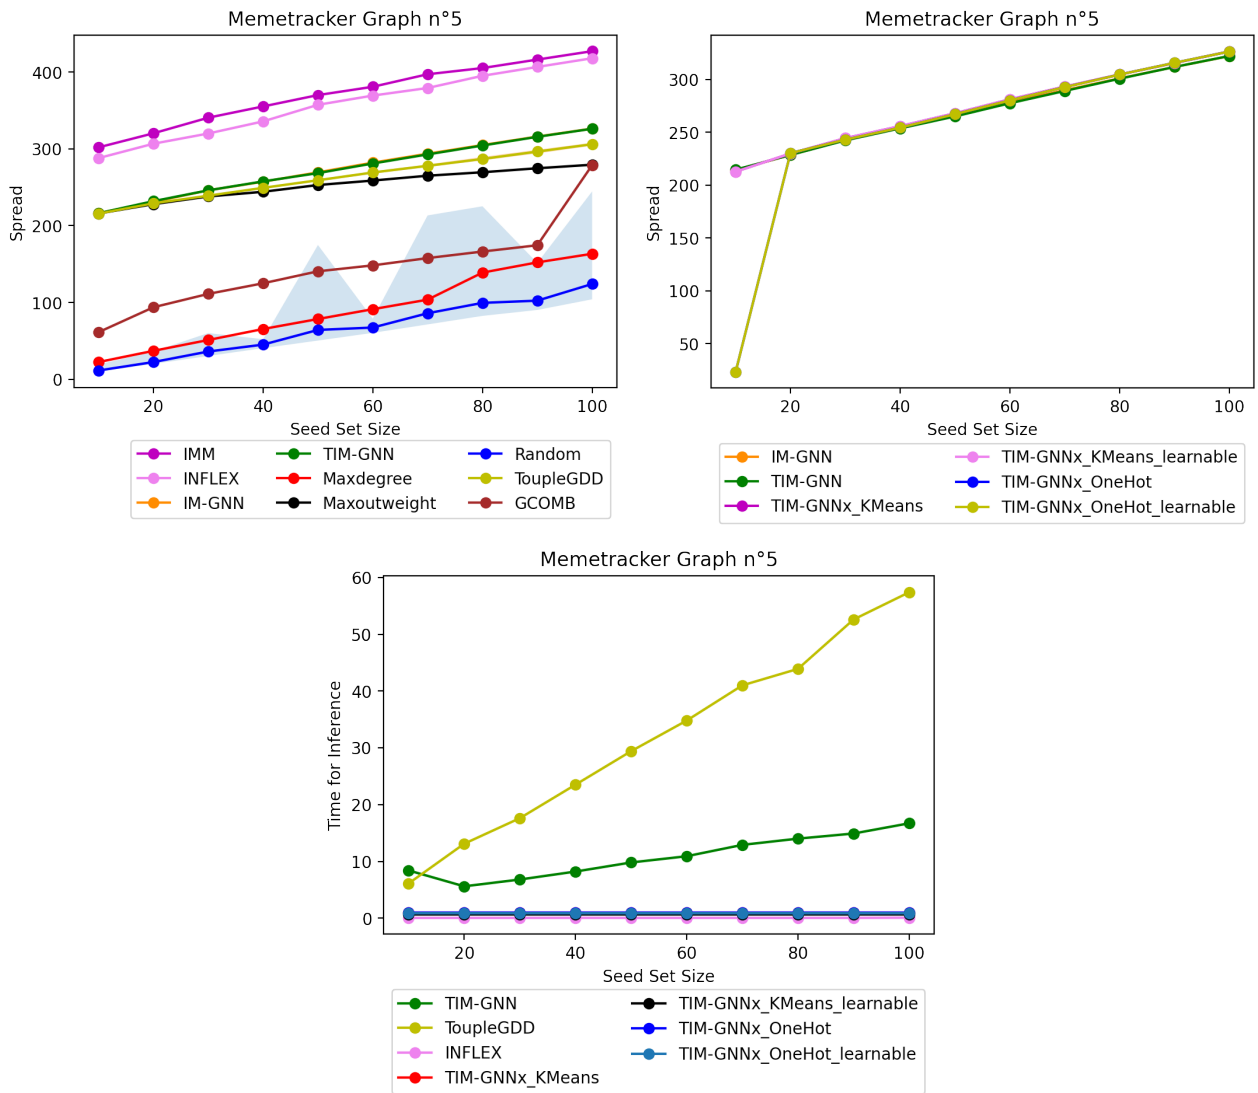 Memetracker Graph n°5
400
300
200
100
0
Spread
20 40 60 80 100
Seed Set Size
IMM TIM-GNN Random
INFLEX Maxdegree ToupleGDD
IM-GNN Maxoutweight GCOMB
Memetracker Graph n°5
300
250
200
150
100
50
Spread
20 40 60 80 100
Seed Set Size
IM-GNN TIM-GNNx_KMeans_learnable
TIM-GNN TIM-GNNx_OneHot
TIM-GNNx_KMeans TIM-GNNx_OneHot_learnable
Memetracker Graph n°5
60
50
40
30
20
10
0
Time for Inference
20 40 60 80 100
Seed Set Size
TIM-GNN TIM-GNNx_KMeans_learnable
ToupleGDD TIM-GNNx_OneHot
INFLEX TIM-GNNx_OneHot_learnable
TIM-GNNx_KMeans